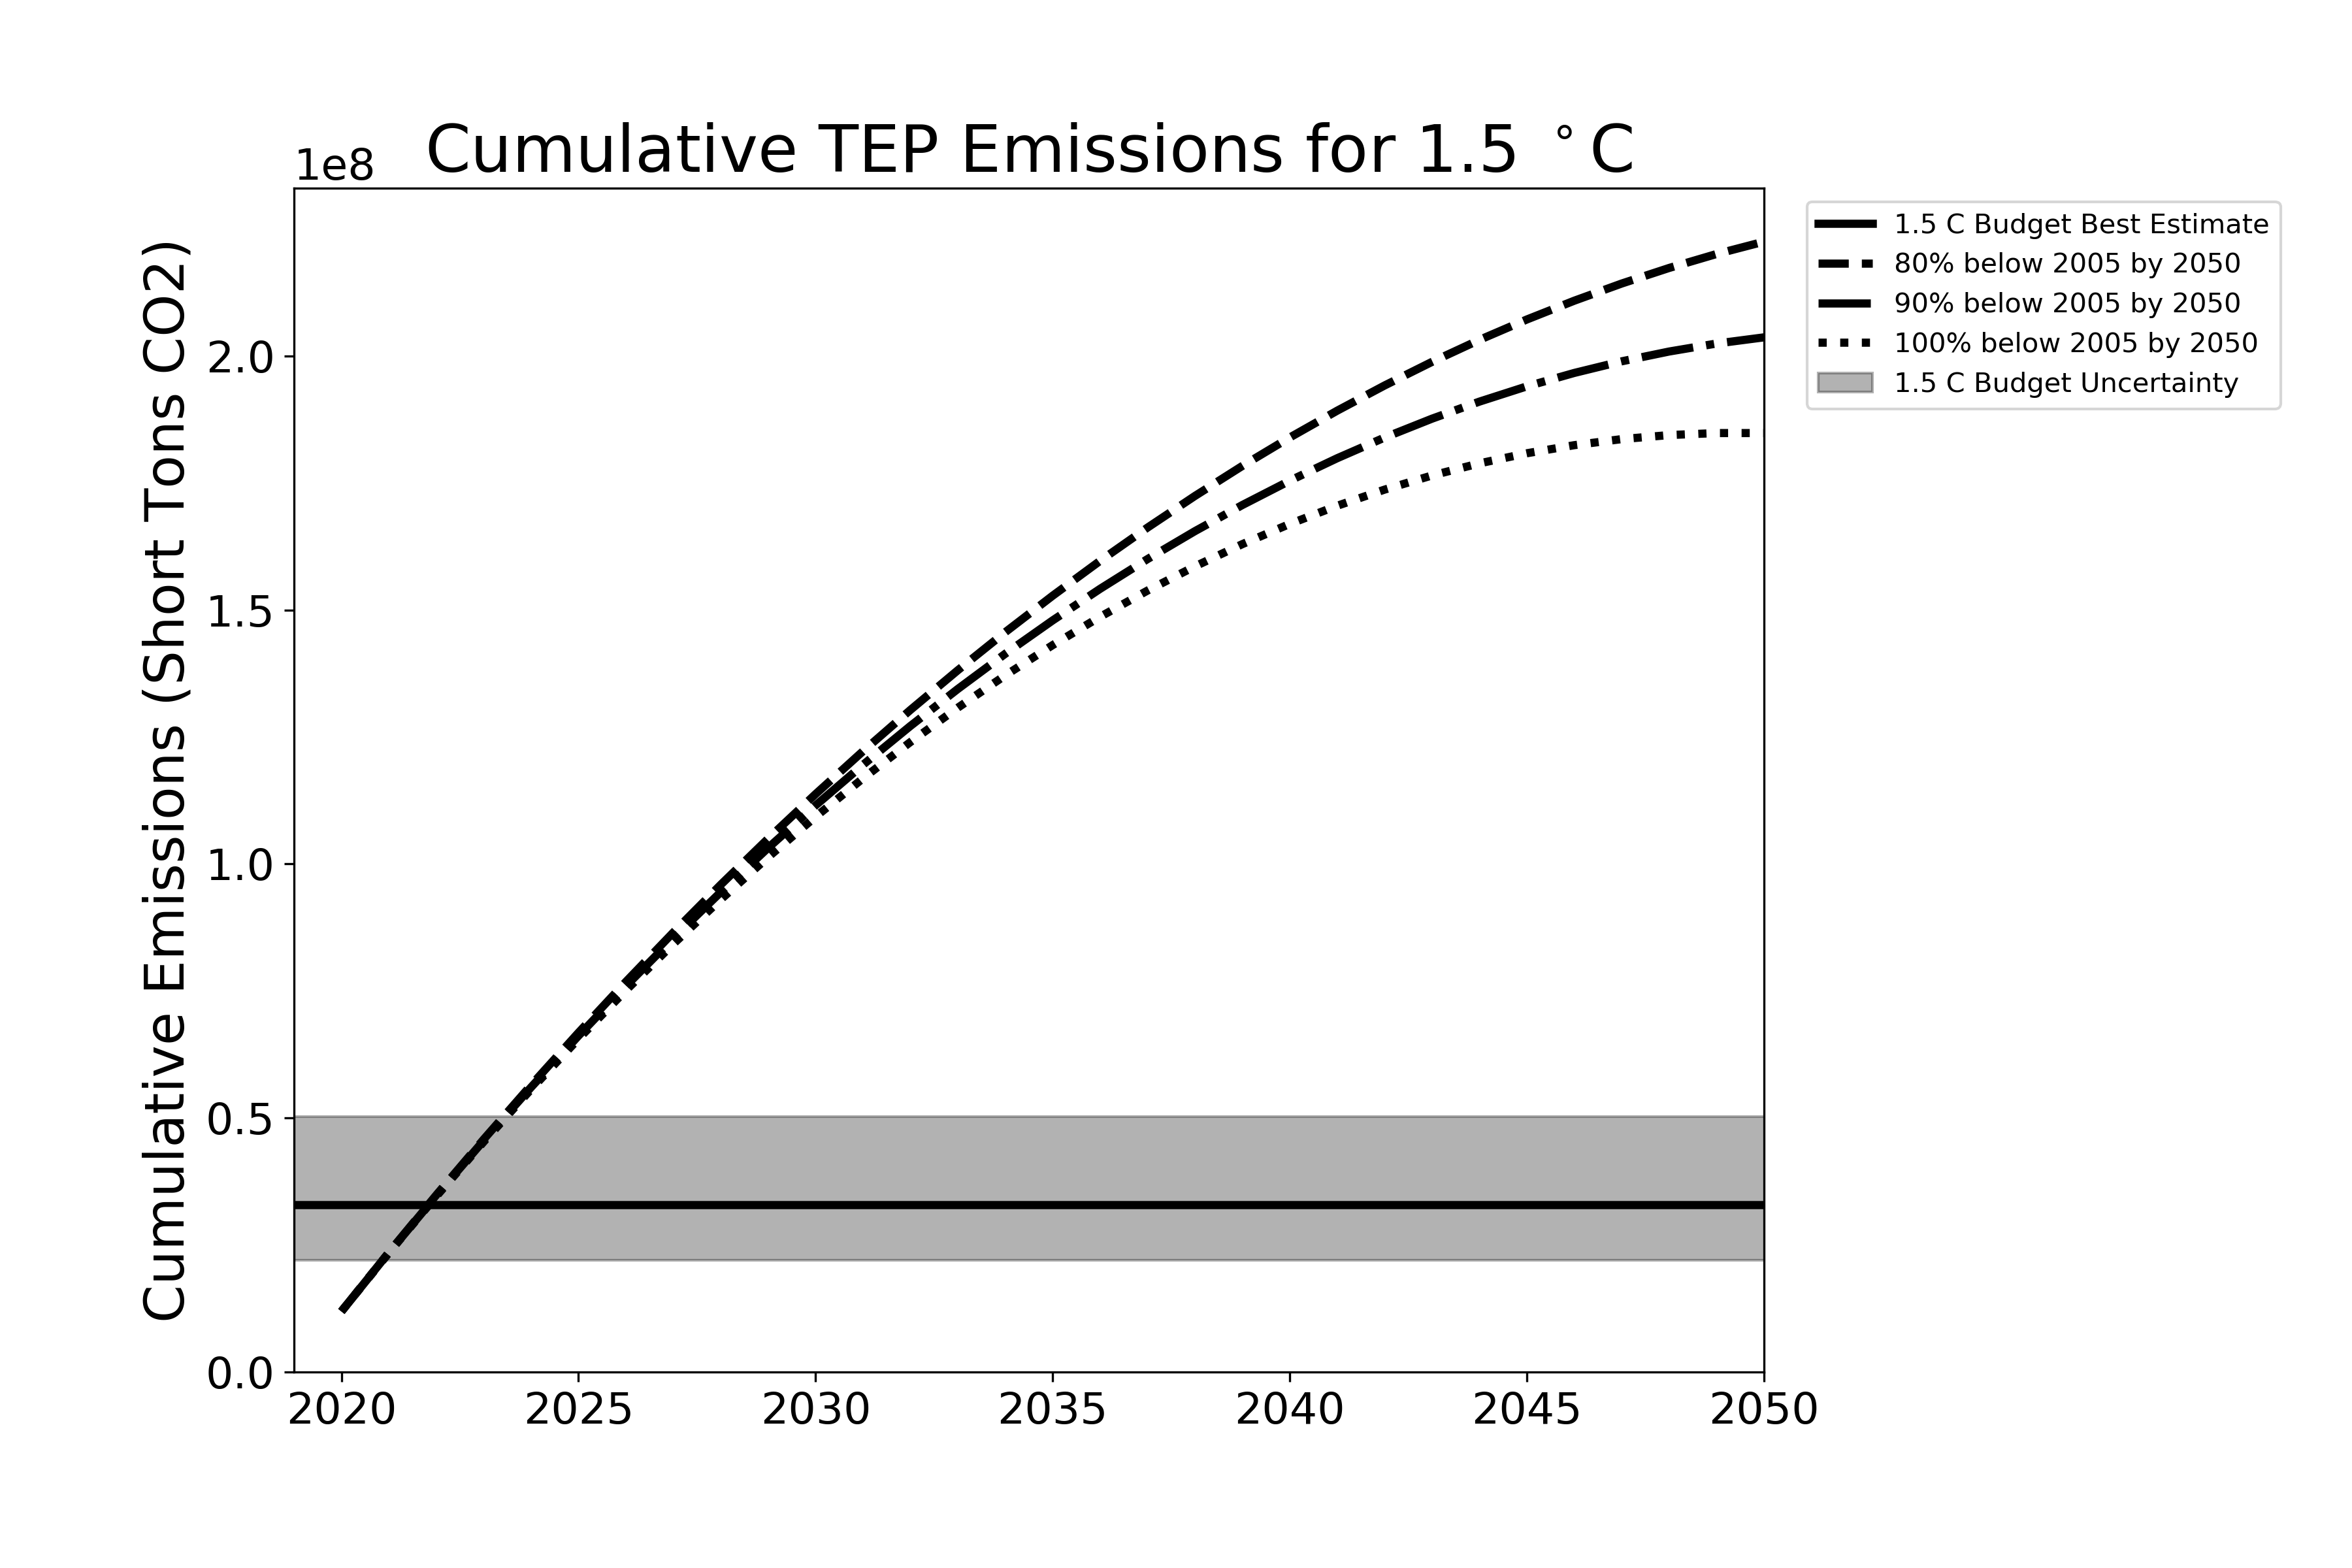 Cumulative TEP Emissions for 1.5 °C
1e8
Cumulative Emissions (Short Tons CO2)
2.0
1.5
1.0
0.5
0.0
2020 2025 2030 2035 2040 2045 2050
1.5 C Budget Best Estimate
80% below 2005 by 2050
90% below 2005 by 2050
100% below 2005 by 2050
1.5 C Budget Uncertainty